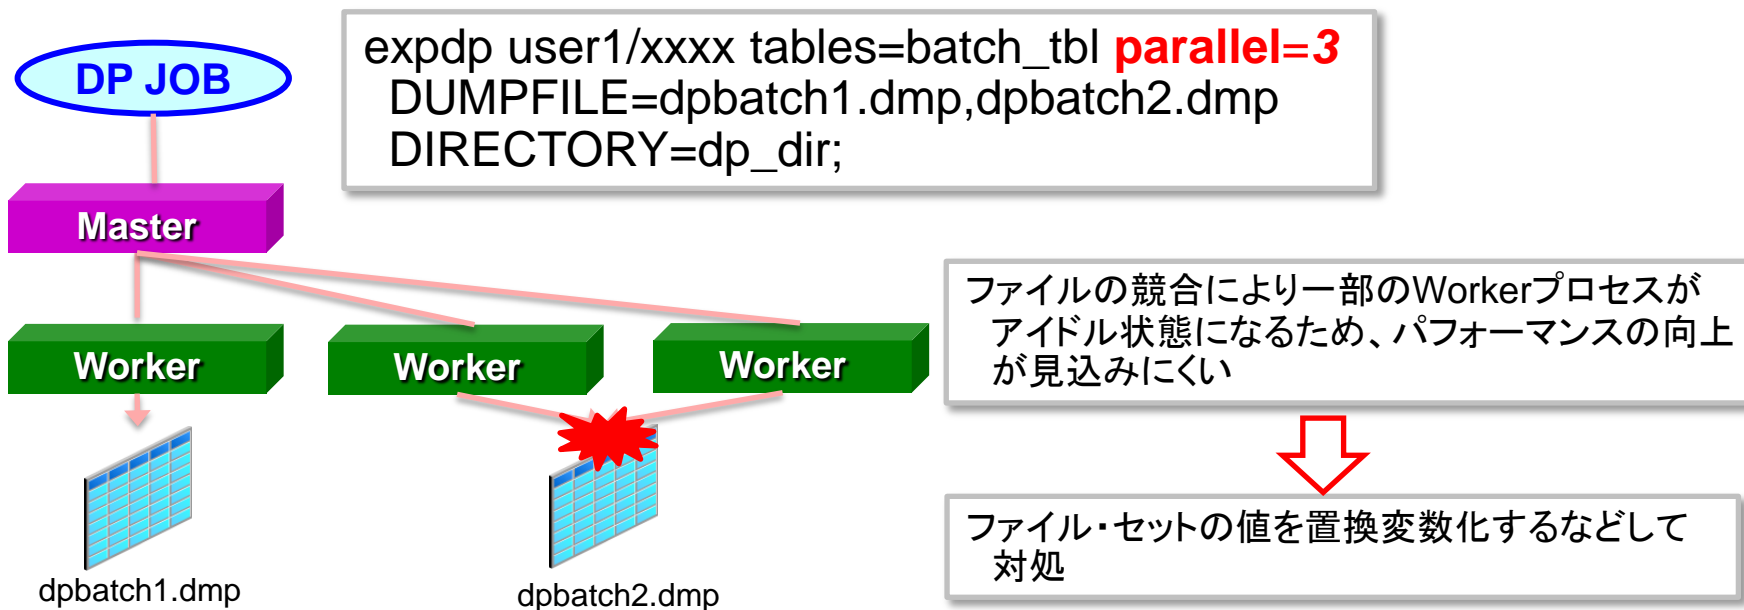 DP JOB
expdp user1/xxxx tables=batch_tbl parallel=3
DUMPFILE=dpbatch1.dmp,dpbatch2.dmp
DIRECTORY=dp_dir;
Master
Worker
Worker
Worker
ファイルの競合により一部のWorkerプロセスが
アイドル状態になるため、パフォーマンスの向上
が見込みにくい
ファイル・セットの値を置換変数化するなどして
対処
dpbatch1.dmp
dpbatch2.dmp